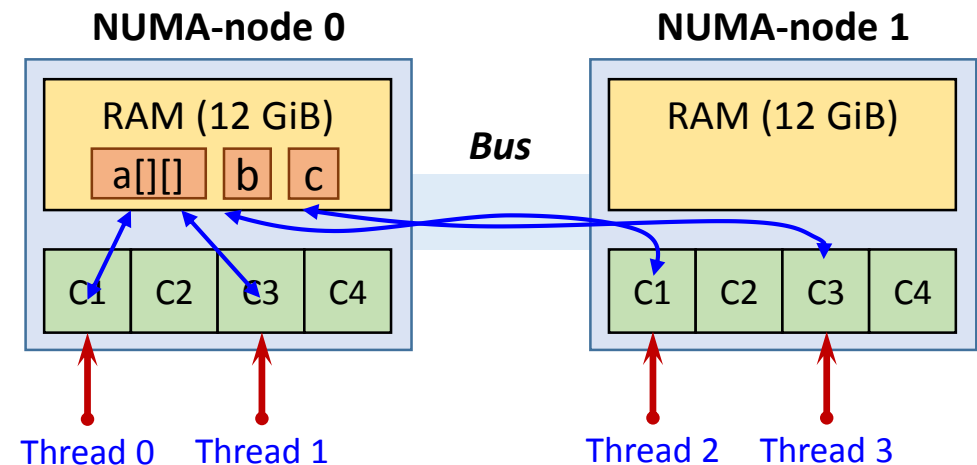 NUMA-node 0
NUMA-node 1
RAM (12 GiB)
RAM (12 GiB)
Bus
a[][]
b
c
C1
C2
C3
C4
C1
C2
C3
C4
Thread 0
Thread 1
Thread 2
Thread 3